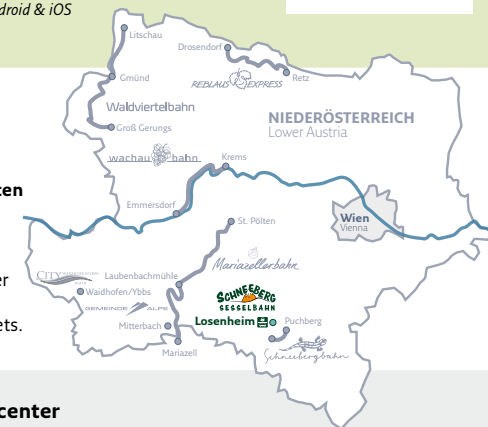 droid & iOS
Litschau
Drosendorf
Gmünd
REBLAUS EXPRESS
Retz
Waldviertelbahn
NIEDERÖSTERREICH
Lower Austria
Groß Gerungs
wachau bahn
Krems
ten
Emmersdorf
St. Pölten
Wien
Vienna
Mariazellerbahn
er
CITY
Laubenbachmühle
Waidhofen/Ybbs
SCHNEEBERG
SESSELBAHN
GEMEINDE ALPE
ets.
Losenheim
Puchberg
Mitterbach
Schneebergbahn
Mariazell
center